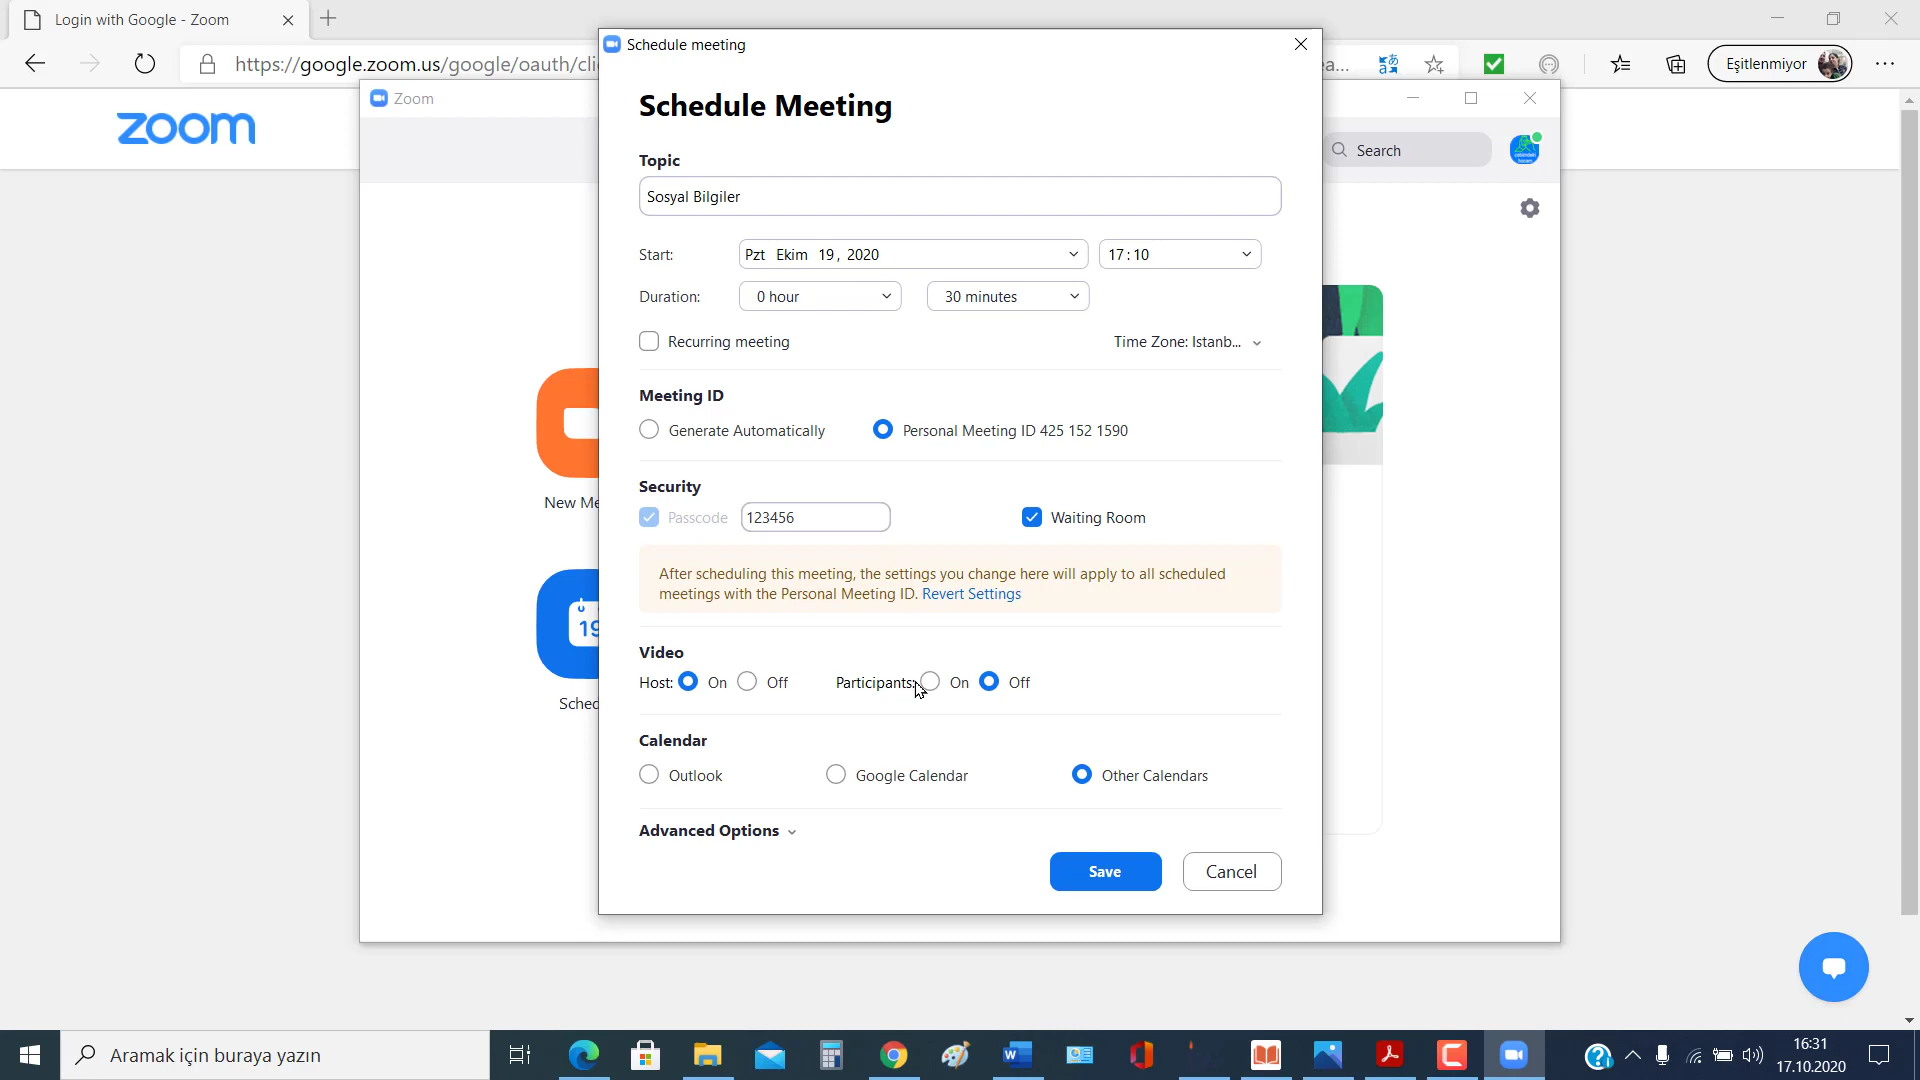 Login with Google - Zoom
Schedule meeting
https://google.zoom.us/google/oauth/cli
ea...
Eşitlenmiyor
Zoom
zoom
Search
Schedule Meeting
Topic
Sosyal Bilgiler
Start:
Pzt Ekim 19, 2020
17:10
Duration:
0 hour
30 minutes
Recurring meeting
Time Zone: Istanb...
Meeting ID
Generate Automatically
Personal Meeting ID 425 152 1590
New Me
Security
Passcode
123456
Waiting Room
After scheduling this meeting, the settings you change here will apply to all scheduled
meetings with the Personal Meeting ID. Revert Settings
19
Video
Host:
On
Off
Participants:
On
Off
Sched
Calendar
Outlook
Google Calendar
Other Calendars
Advanced Options
Save
Cancel
Aramak için buraya yazın
16:31
17.10.2020